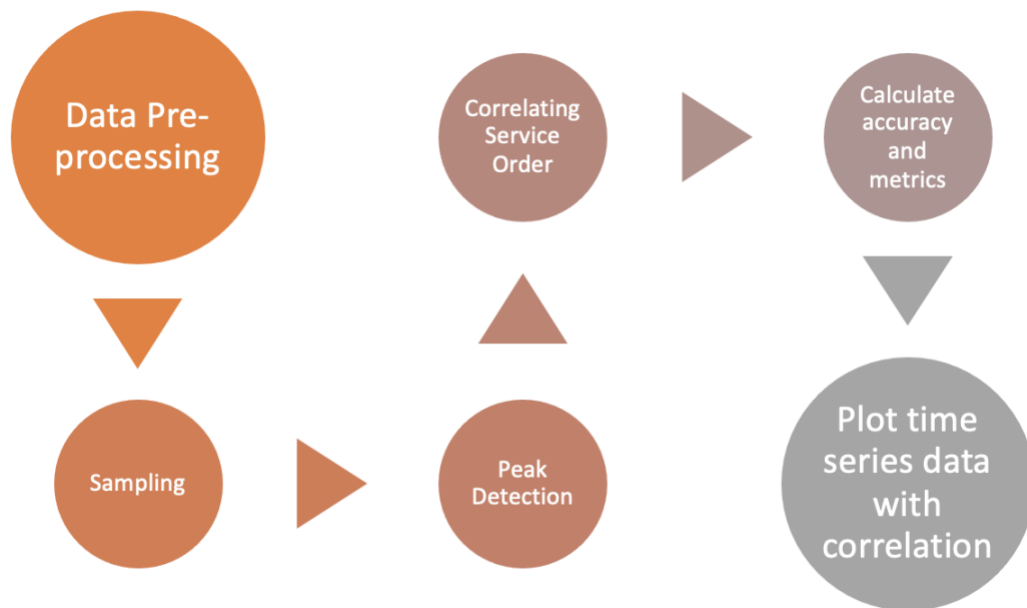 Data Pre-
processing
Sampling
Peak
Detection
Correlating
Service
Order
Calculate
accuracy
and
metrics
Plot time
series data
with
correlation